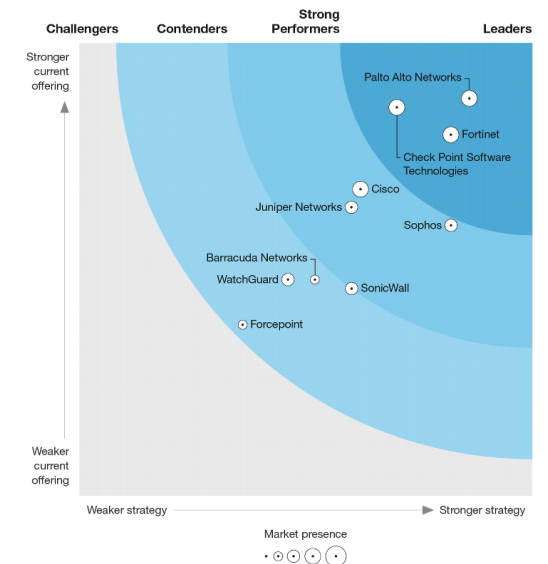 Challengers
Contenders
Strong
Performers
Leaders
Stronger
current
offering
Palto Alto Networks
Fortinet
Check Point Software
Technologies
Cisco
Juniper Networks
Sophos
Barracuda Networks
WatchGuard
SonicWall
Forcepoint
Weaker
current
offering
Weaker strategy
Stronger strategy
Market presence